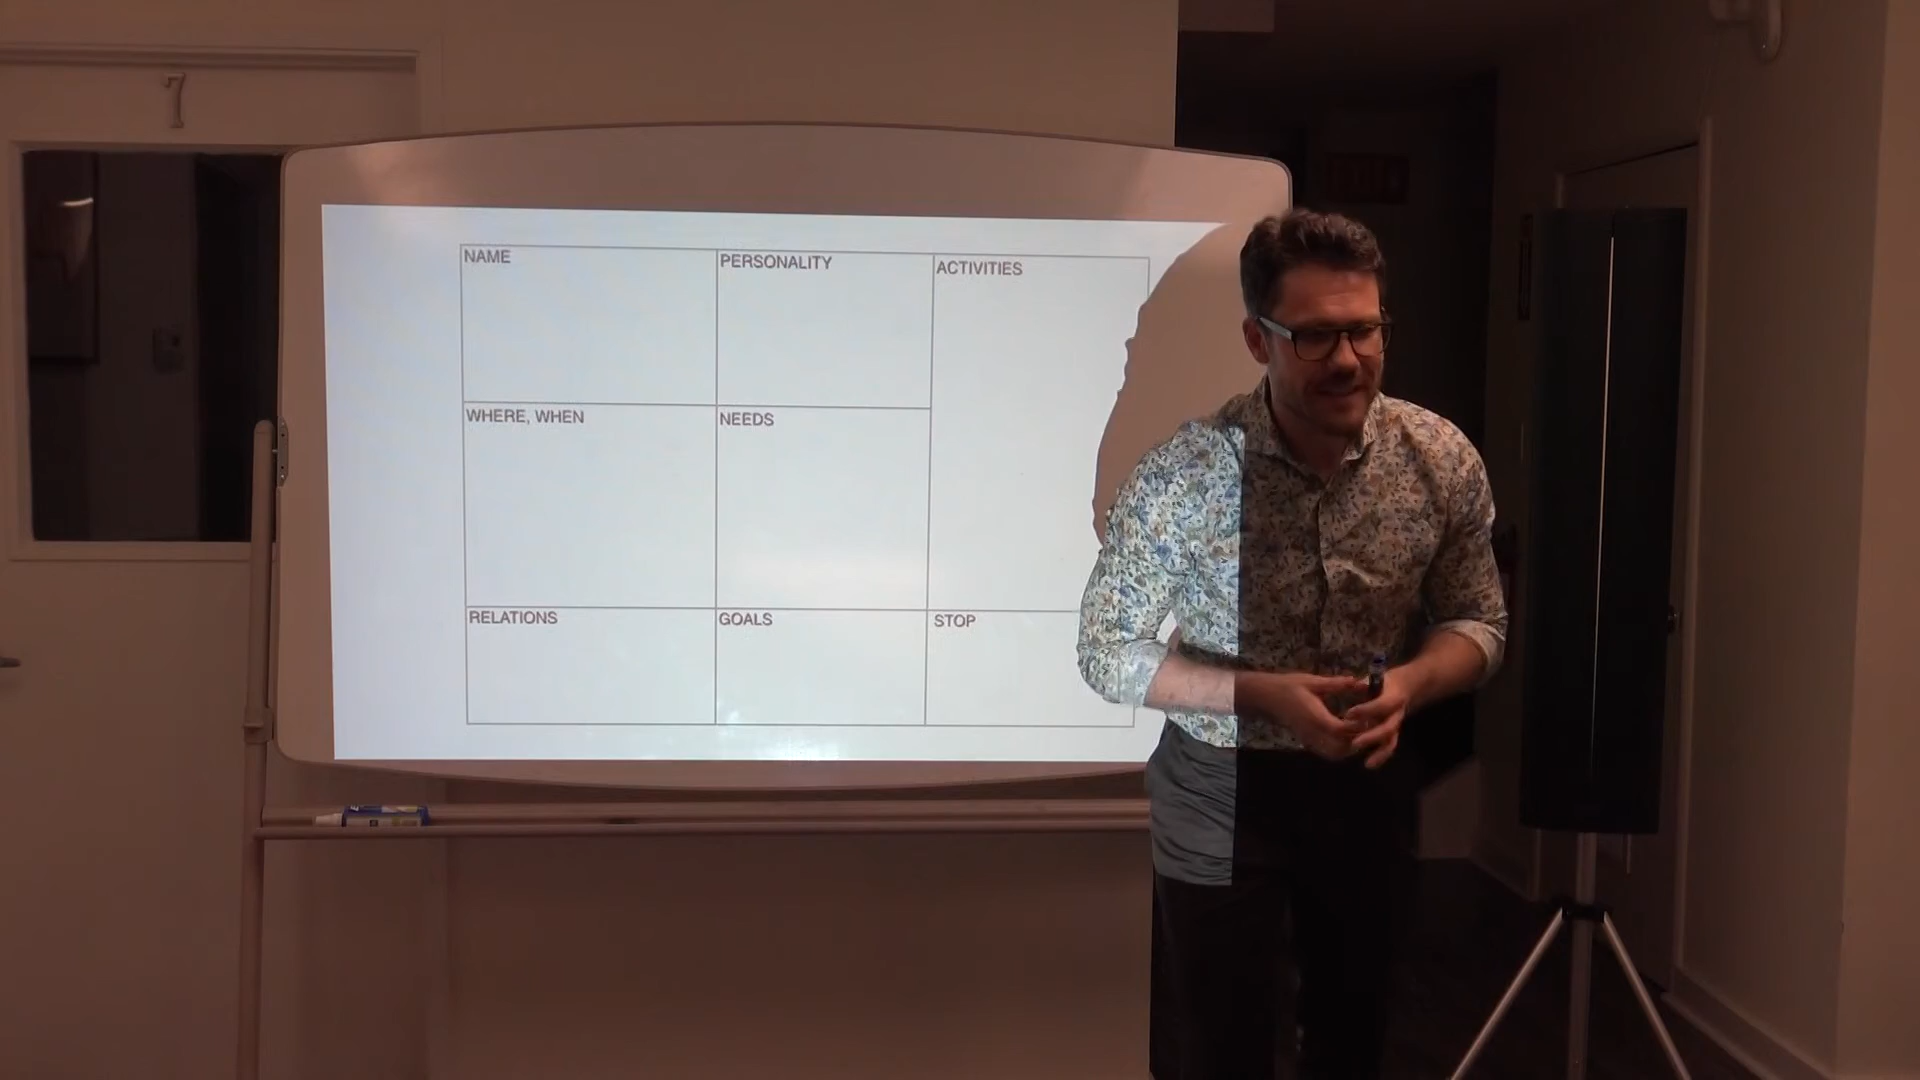 7
NAME
PERSONALITY
ACTIVITIES
WHERE, WHEN
NEEDS
RELATIONS
GOALS
STOP